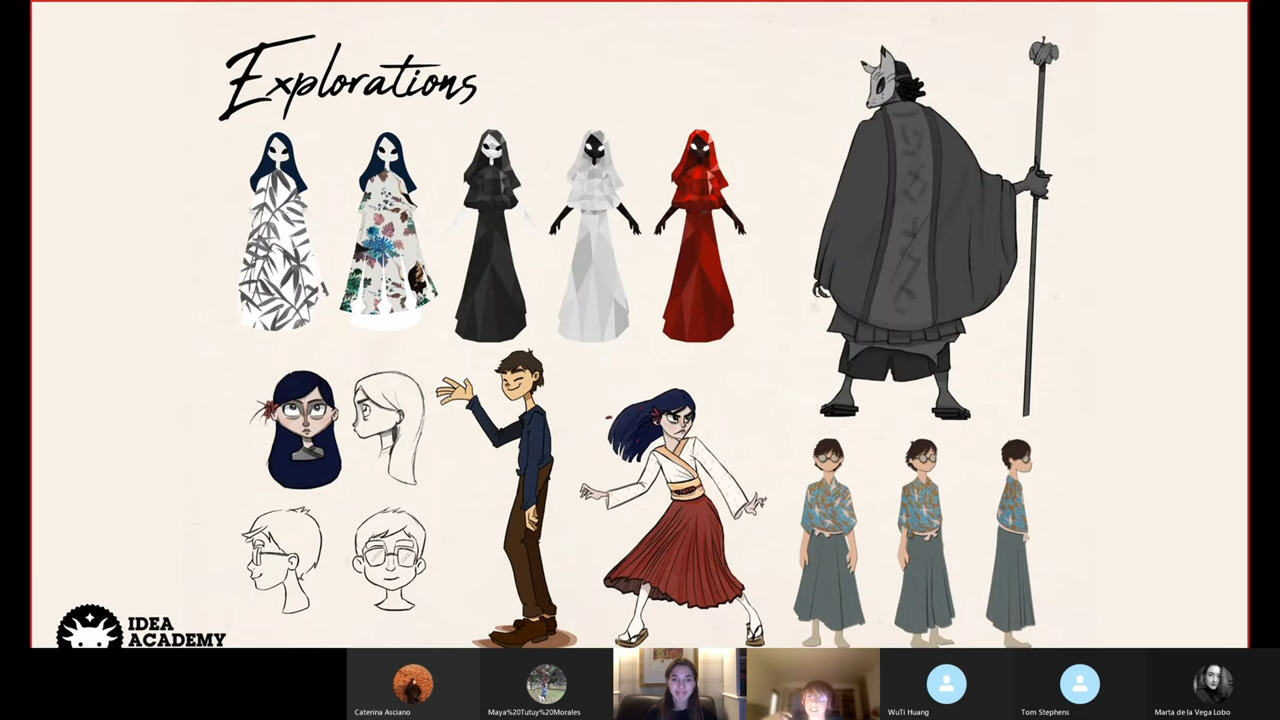 Explorations
IDEA
ACADEMY
Caterina Asciano
Maya%20Tutuy%20Morales
WuTi Huang
Tom Stephens
Marta de la Vega Lobo